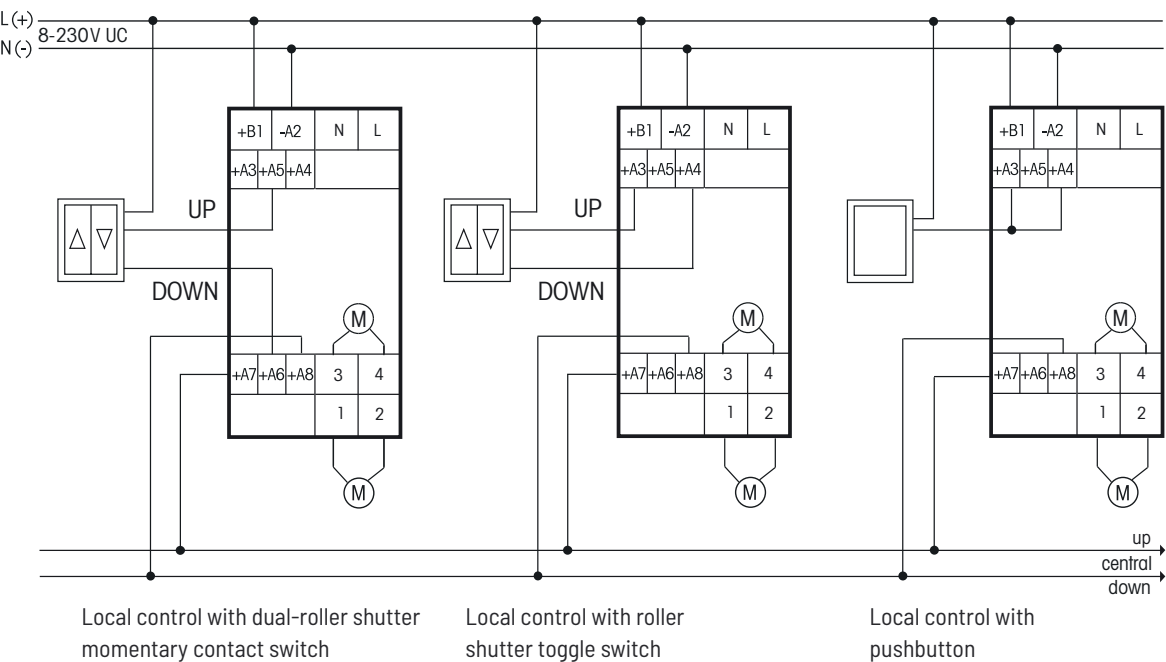 L(+)
8-230V UC
N(-)
+B1 -A2 N L
+A3 +A5 +A4
UP
DOWN
M
+A7 +A6 +A8 3 4
1 2
M
+B1 -A2 N L
+A3 +A5 +A4
UP
DOWN
M
+A7 +A6 +A8 3 4
1 2
M
+B1 -A2 N L
+A3 +A5 +A4
M
+A7 +A6 +A8 3 4
1 2
M
up
central
down
Local control with dual-roller shutter
momentary contact switch
Local control with roller
shutter toggle switch
Local control with
pushbutton